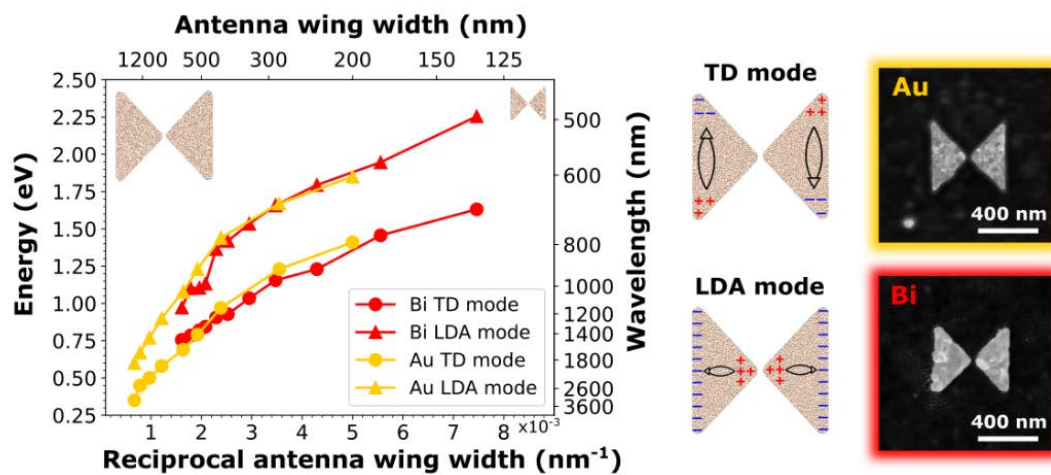 Antenna wing width (nm)
1200 500 300 200 150 125
2.50
2.25
2.00
1.75
1.50
1.25
1.00
0.75
0.50
0.25
Energy (eV)
500
600
800
1000
1200
1400
1800
2600
3600
Wavelength (nm)
Bi TD mode
Bi LDA mode
Au TD mode
Au LDA mode
1 2 3 4 5 6 7 8
×10⁻³
Reciprocal antenna wing width (nm⁻¹)
TD mode
LDA mode
Au
400 nm
Bi
400 nm